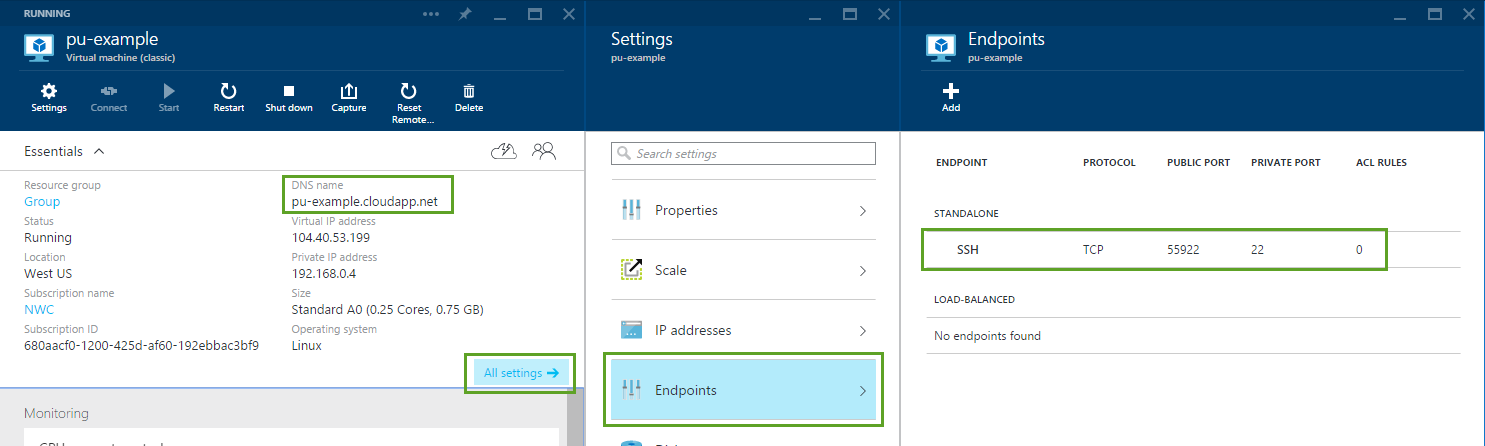 RUNNING
pu-example
Virtual machine (classic)
Settings
Connect
Start
Restart
Shut down
Capture
Reset
Remote...
Delete
Essentials
Resource group
Group
Status
Running
Location
West US
Subscription name
NWC
Subscription ID
680aacf0-1200-425d-af60-192ebbac3bf9
DNS name
pu-example.cloudapp.net
Virtual IP address
104.40.53.199
Private IP address
192.168.0.4
Size
Standard A0 (0.25 Cores, 0.75 GB)
Operating system
Linux
All settings
Monitoring
Settings
pu-example
Search settings
Properties
Scale
IP addresses
Endpoints
Endpoints
pu-example
Add
ENDPOINT PROTOCOL PUBLIC PORT PRIVATE PORT ACL RULES
STANDALONE
SSH TCP 55922 22 0
LOAD-BALANCED
No endpoints found